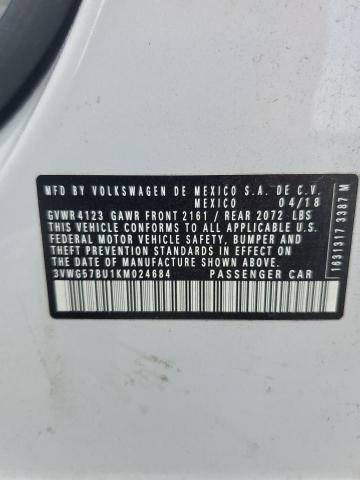 MFD BY VOLKSWAGEN DE MEXICO S.A. DE C.V.
MEXICO 04/18
GVWR 4123 GAWR FRONT 2161 / REAR 2072 LBS
THIS VEHICLE CONFORMS TO ALL APPLICABLE U.S.
FEDERAL MOTOR VEHICLE SAFETY, BUMPER AND
THEFT PREVENTION STANDARDS IN EFFECT ON
THE DATE OF MANUFACTURE SHOWN ABOVE.
3VWG57BU1KM024684 PASSENGER CAR
1631317 3387 M